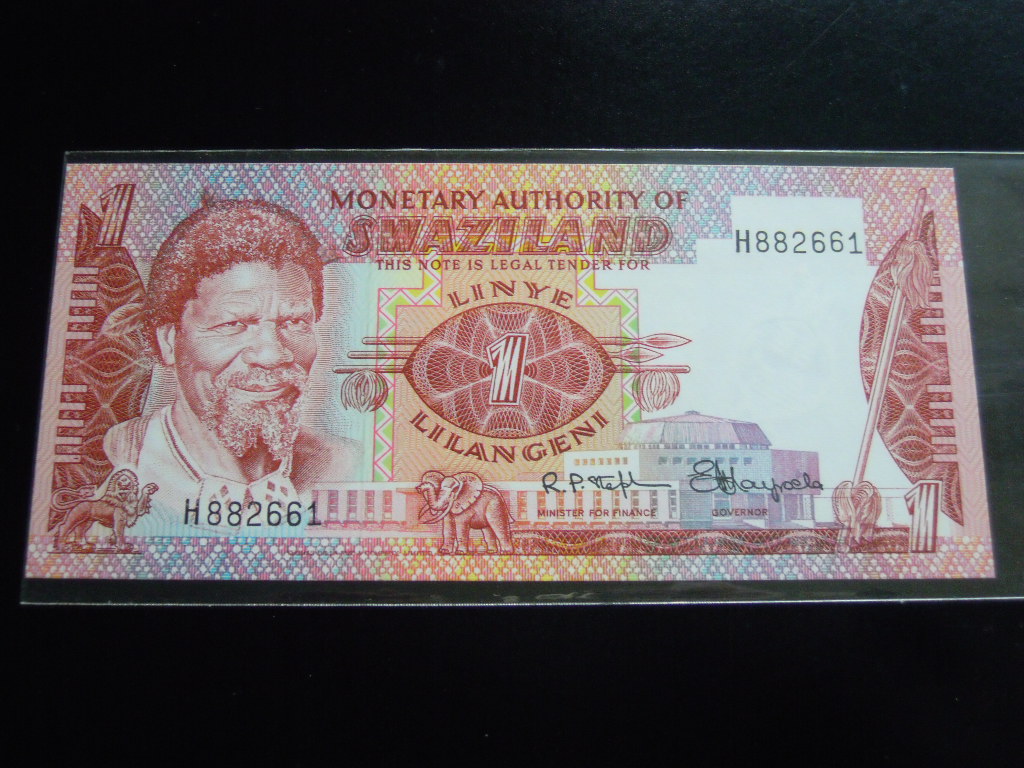 1
MONETARY AUTHORITY OF
SWAZILAND
THIS NOTE IS LEGAL TENDER FOR
H882661
LINYE
1
LILANGENI
H882661
MINISTER FOR FINANCE
GOVERNOR
1